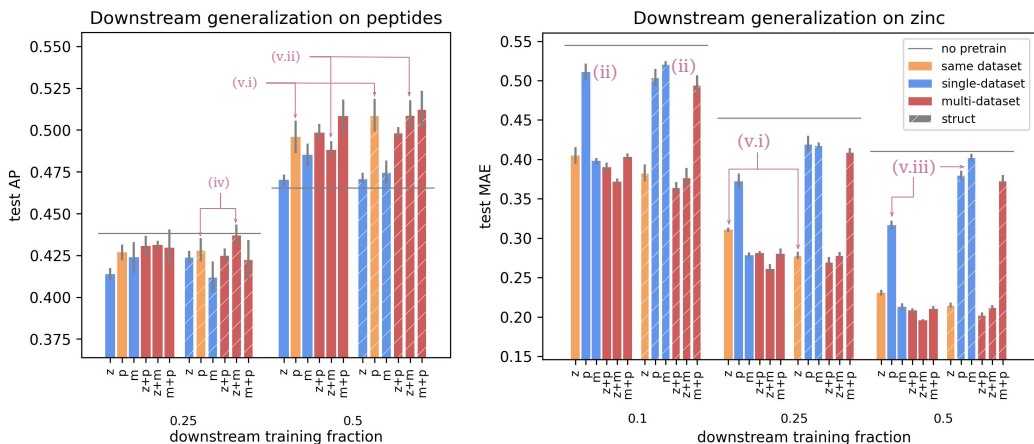 Downstream generalization on peptides
test AP
0.550
0.525
0.500
0.475
0.450
0.425
0.400
0.375
(v.ii)
(v.i)
(iv)
z
p
m
z+p
z+m
m+p
z
p
m
z+p
z+m
m+p
z
p
m
z+p
z+m
m+p
z
p
m
z+p
z+m
m+p
0.25
0.5
downstream training fraction
Downstream generalization on zinc
test MAE
0.55
0.50
0.45
0.40
0.35
0.30
0.25
0.20
0.15
(ii)
(ii)
(v.i)
(v.iii)
no pretrain
same dataset
single-dataset
multi-dataset
struct
z
p
m
z+p
z+m
m+p
z
p
m
z+p
z+m
m+p
z
p
m
z+p
z+m
m+p
z
p
m
z+p
z+m
m+p
z
p
m
z+p
z+m
m+p
z
p
m
z+p
z+m
m+p
0.1
0.25
0.5
downstream training fraction